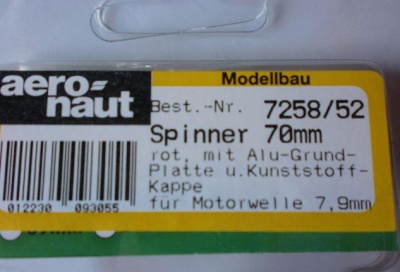 aero-
naut
Modellbau
Best.-Nr. 7258/52
Spinner 70mm
rot, mit Alu-Grund-
Platte u.Kunststoff-
Kappe
für Motorwelle 7,9mm
012230 093055